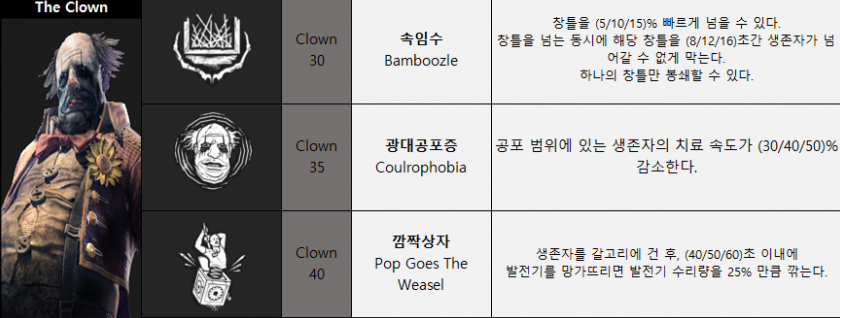 The Clown
Clown
30
속임수
Bamboozle
창틀을 (5/10/15)% 빠르게 넘을 수 있다.
창틀을 넘는 동시에 해당 창틀을 (8/12/16)초간 생존자가 넘
어갈 수 없게 막는다.
하나의 창틀만 봉쇄할 수 있다.
Clown
35
광대공포증
Coulrophobia
공포 범위에 있는 생존자의 치료 속도가 (30/40/50)%
감소한다.
Clown
40
깜짝상자
Pop Goes The
Weasel
생존자를 갈고리에 건 후, (40/50/60)초 이내에
발전기를 망가뜨리면 발전기 수리량을 25% 만큼 깎는다.